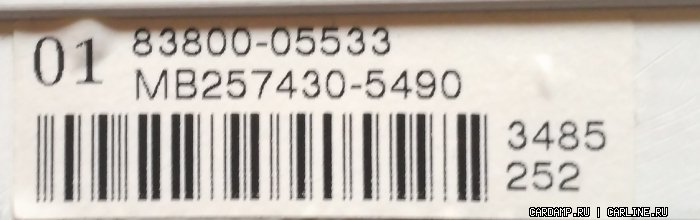 01
83800-05533
MB257430-5490
3485
252
CARDAMP.RU | CARLINE.RU